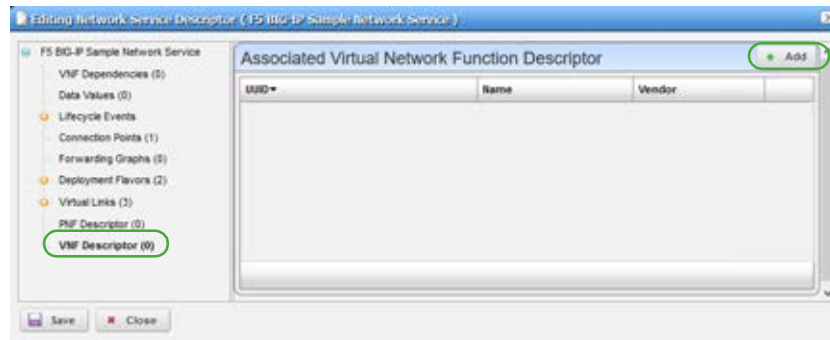 Editing Network Service Descriptor ( F5 BIG-IP Sample Network Service )
F5 BIG-IP Sample Network Service
VNF Dependencies (0)
Data Values (0)
Lifecycle Events
Connection Points (1)
Forwarding Graphs (0)
Deployment Flavors (2)
Virtual Links (3)
PNF Descriptor (0)
VNF Descriptor (0)
Associated Virtual Network Function Descriptor
Add
UUID Name Vendor
Save Close